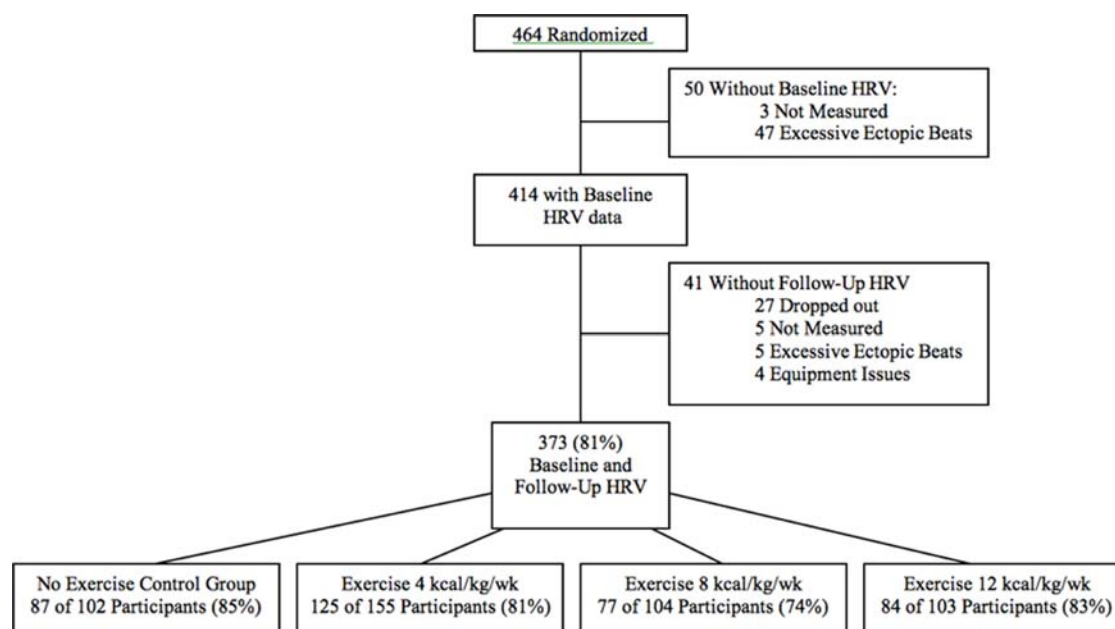 464 Randomized
50 Without Baseline HRV:
3 Not Measured
47 Excessive Ectopic Beats
414 with Baseline
HRV data
41 Without Follow-Up HRV
27 Dropped out
5 Not Measured
5 Excessive Ectopic Beats
4 Equipment Issues
373 (81%)
Baseline and
Follow-Up HRV
No Exercise Control Group
87 of 102 Participants (85%)
Exercise 4 kcal/kg/wk
125 of 155 Participants (81%)
Exercise 8 kcal/kg/wk
77 of 104 Participants (74%)
Exercise 12 kcal/kg/wk
84 of 103 Participants (83%)